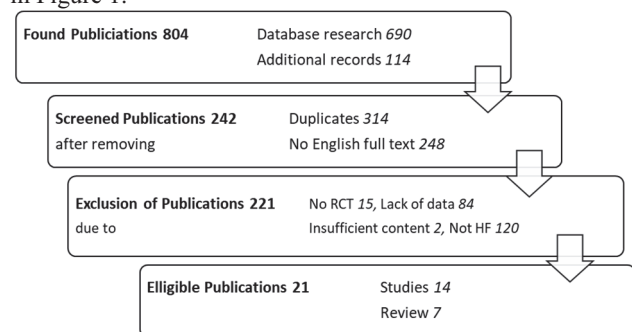 in Figure 1.
Found Publiciations 804 Database research 690
Additional records 114
Screened Publications 242 Duplicates 314
after removing No English full text 248
Exclusion of Publications 221 No RCT 15, Lack of data 84
due to Insufficient content 2, Not HF 120
Elligible Publications 21 Studies 14
Review 7